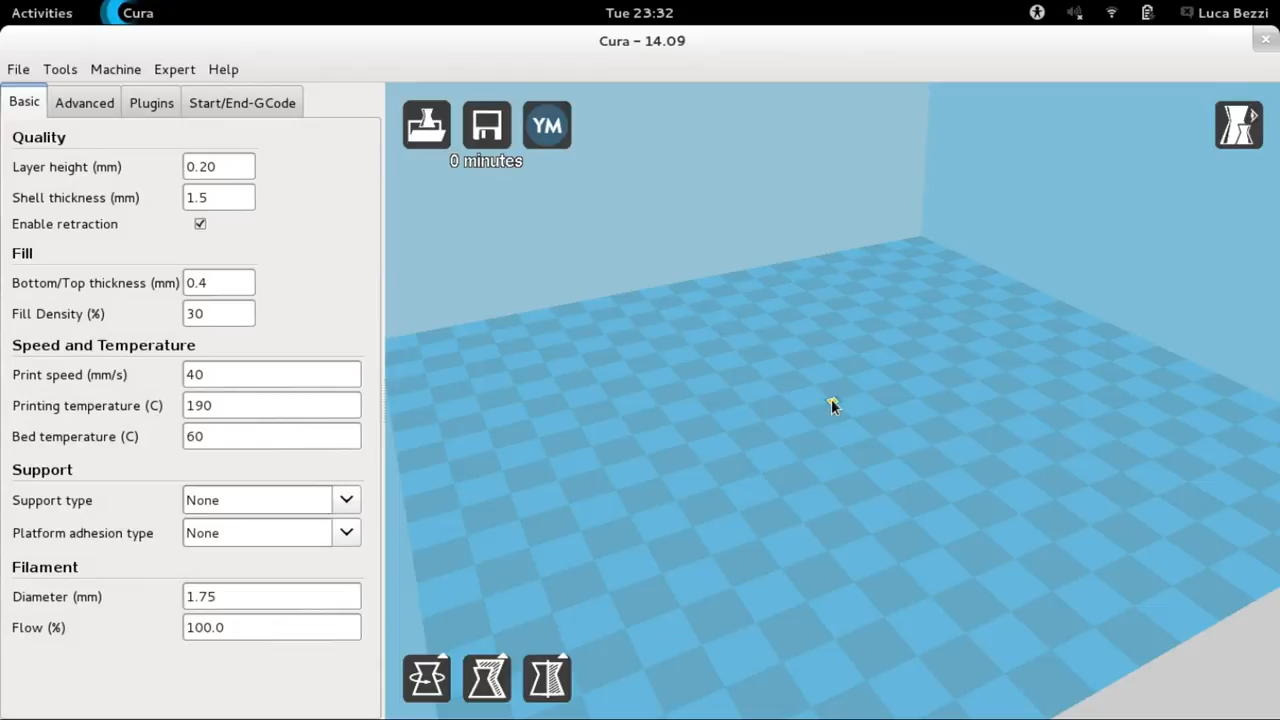 Activities Cura Tue 23:32 Luca Bezzi
Cura - 14.09
File Tools Machine Expert Help
Basic Advanced Plugins Start/End-GCode
Quality
Layer height (mm) 0.20
Shell thickness (mm) 1.5
Enable retraction
Fill
Bottom/Top thickness (mm) 0.4
Fill Density (%) 30
Speed and Temperature
Print speed (mm/s) 40
Printing temperature (C) 190
Bed temperature (C) 60
Support
Support type None
Platform adhesion type None
Filament
Diameter (mm) 1.75
Flow (%) 100.0
YM
0 minutes